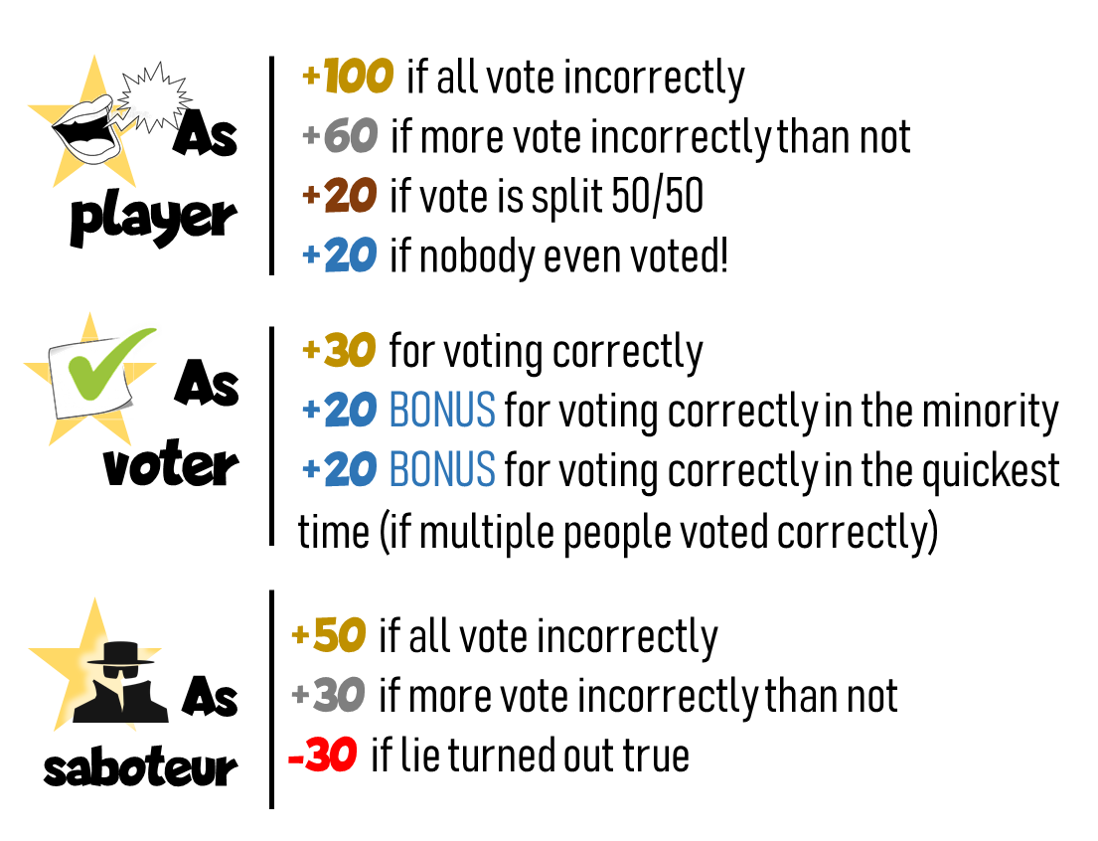 As
player
+100 if all vote incorrectly
+60 if more vote incorrectly than not
+20 if vote is split 50/50
+20 if nobody even voted!
As
voter
+30 for voting correctly
+20 BONUS for voting correctly in the minority
+20 BONUS for voting correctly in the quickest
time (if multiple people voted correctly)
As
saboteur
+50 if all vote incorrectly
+30 if more vote incorrectly than not
-30 if lie turned out true